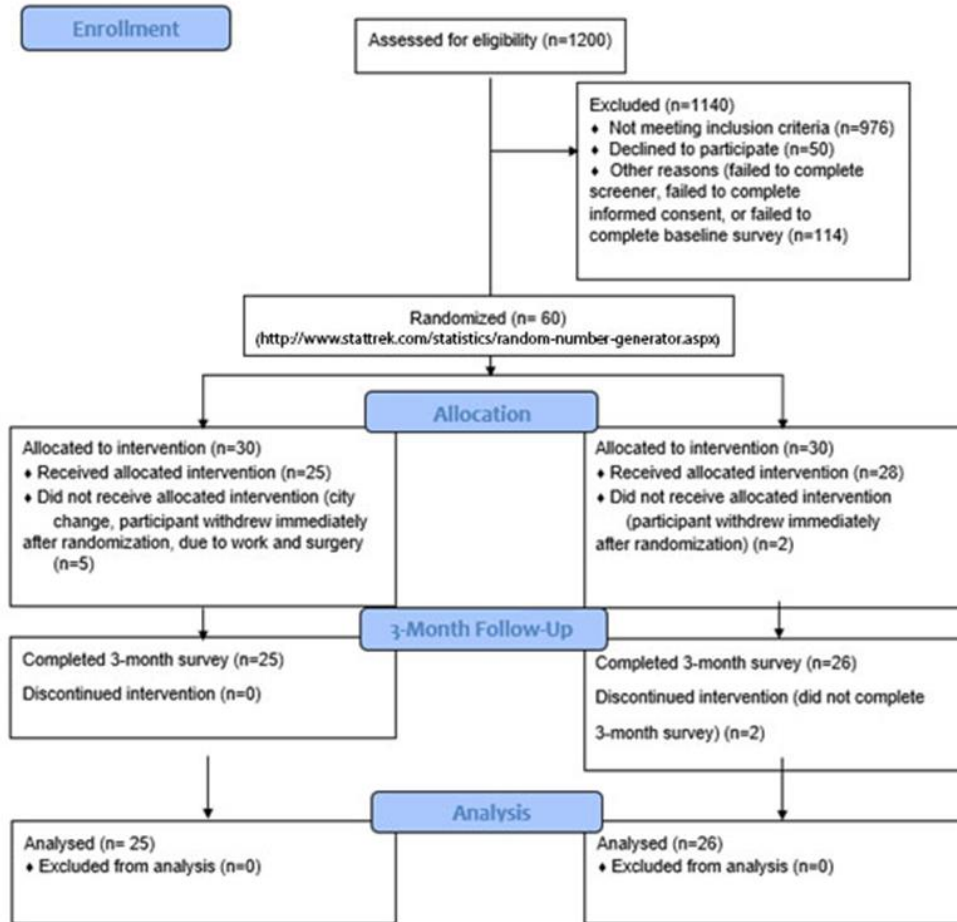 Enrollment
Assessed for eligibility (n=1200)
Excluded (n=1140)
♦ Not meeting inclusion criteria (n=976)
♦ Declined to participate (n=50)
♦ Other reasons (failed to complete
screener, failed to complete
informed consent, or failed to
complete baseline survey (n=114)
Randomized (n= 60)
(http://www.stattrek.com/statistics/random-number-generator.aspx)
Allocation
Allocated to intervention (n=30)
♦ Received allocated intervention (n=25)
♦ Did not receive allocated intervention (city
change, participant withdrew immediately
after randomization, due to work and surgery
(n=5)
Allocated to intervention (n=30)
♦ Received allocated intervention (n=28)
♦ Did not receive allocated intervention
(participant withdrew immediately
after randomization) (n=2)
3-Month Follow-Up
Completed 3-month survey (n=25)
Discontinued intervention (n=0)
Completed 3-month survey (n=26)
Discontinued intervention (did not complete
3-month survey) (n=2)
Analysis
Analysed (n= 25)
♦ Excluded from analysis (n=0)
Analysed (n=26)
♦ Excluded from analysis (n=0)